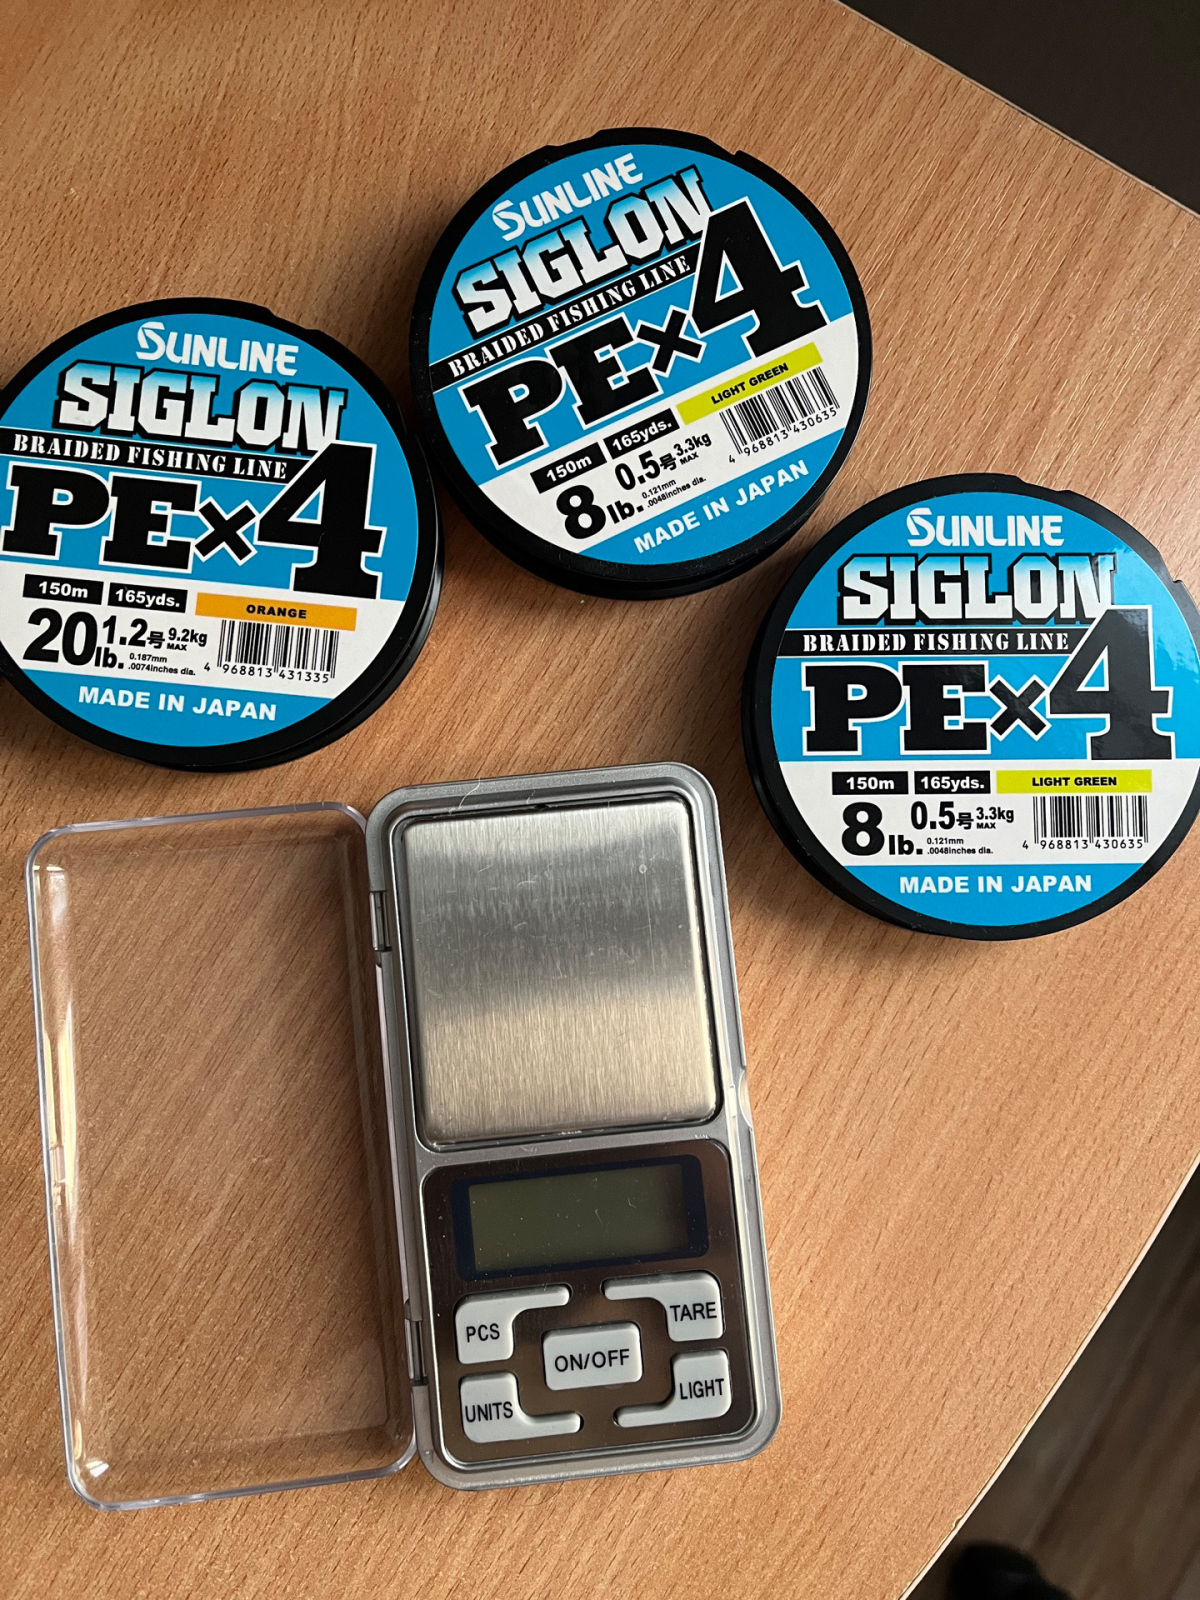 SUNLINE
SIGLON
BRAIDED FISHING LINE
PE×4
LIGHT GREEN
150m 165yds.
8lb. 0.5号 3.3kg MAX
0.121mm
.0048inches dia.
4 968813 430635
MADE IN JAPAN
SUNLINE
SIGLON
BRAIDED FISHING LINE
PE×4
150m 165yds. ORANGE
20lb. 1.2号 9.2kg MAX
0.187mm
.0074inches dia.
4 968813 431335
MADE IN JAPAN
SUNLINE
SIGLON
BRAIDED FISHING LINE
PE×4
150m 165yds. LIGHT GREEN
8lb. 0.5号 3.3kg MAX
0.121mm
.0048inches dia.
4 968813 430635
MADE IN JAPAN
PCS
TARE
ON/OFF
UNITS
LIGHT